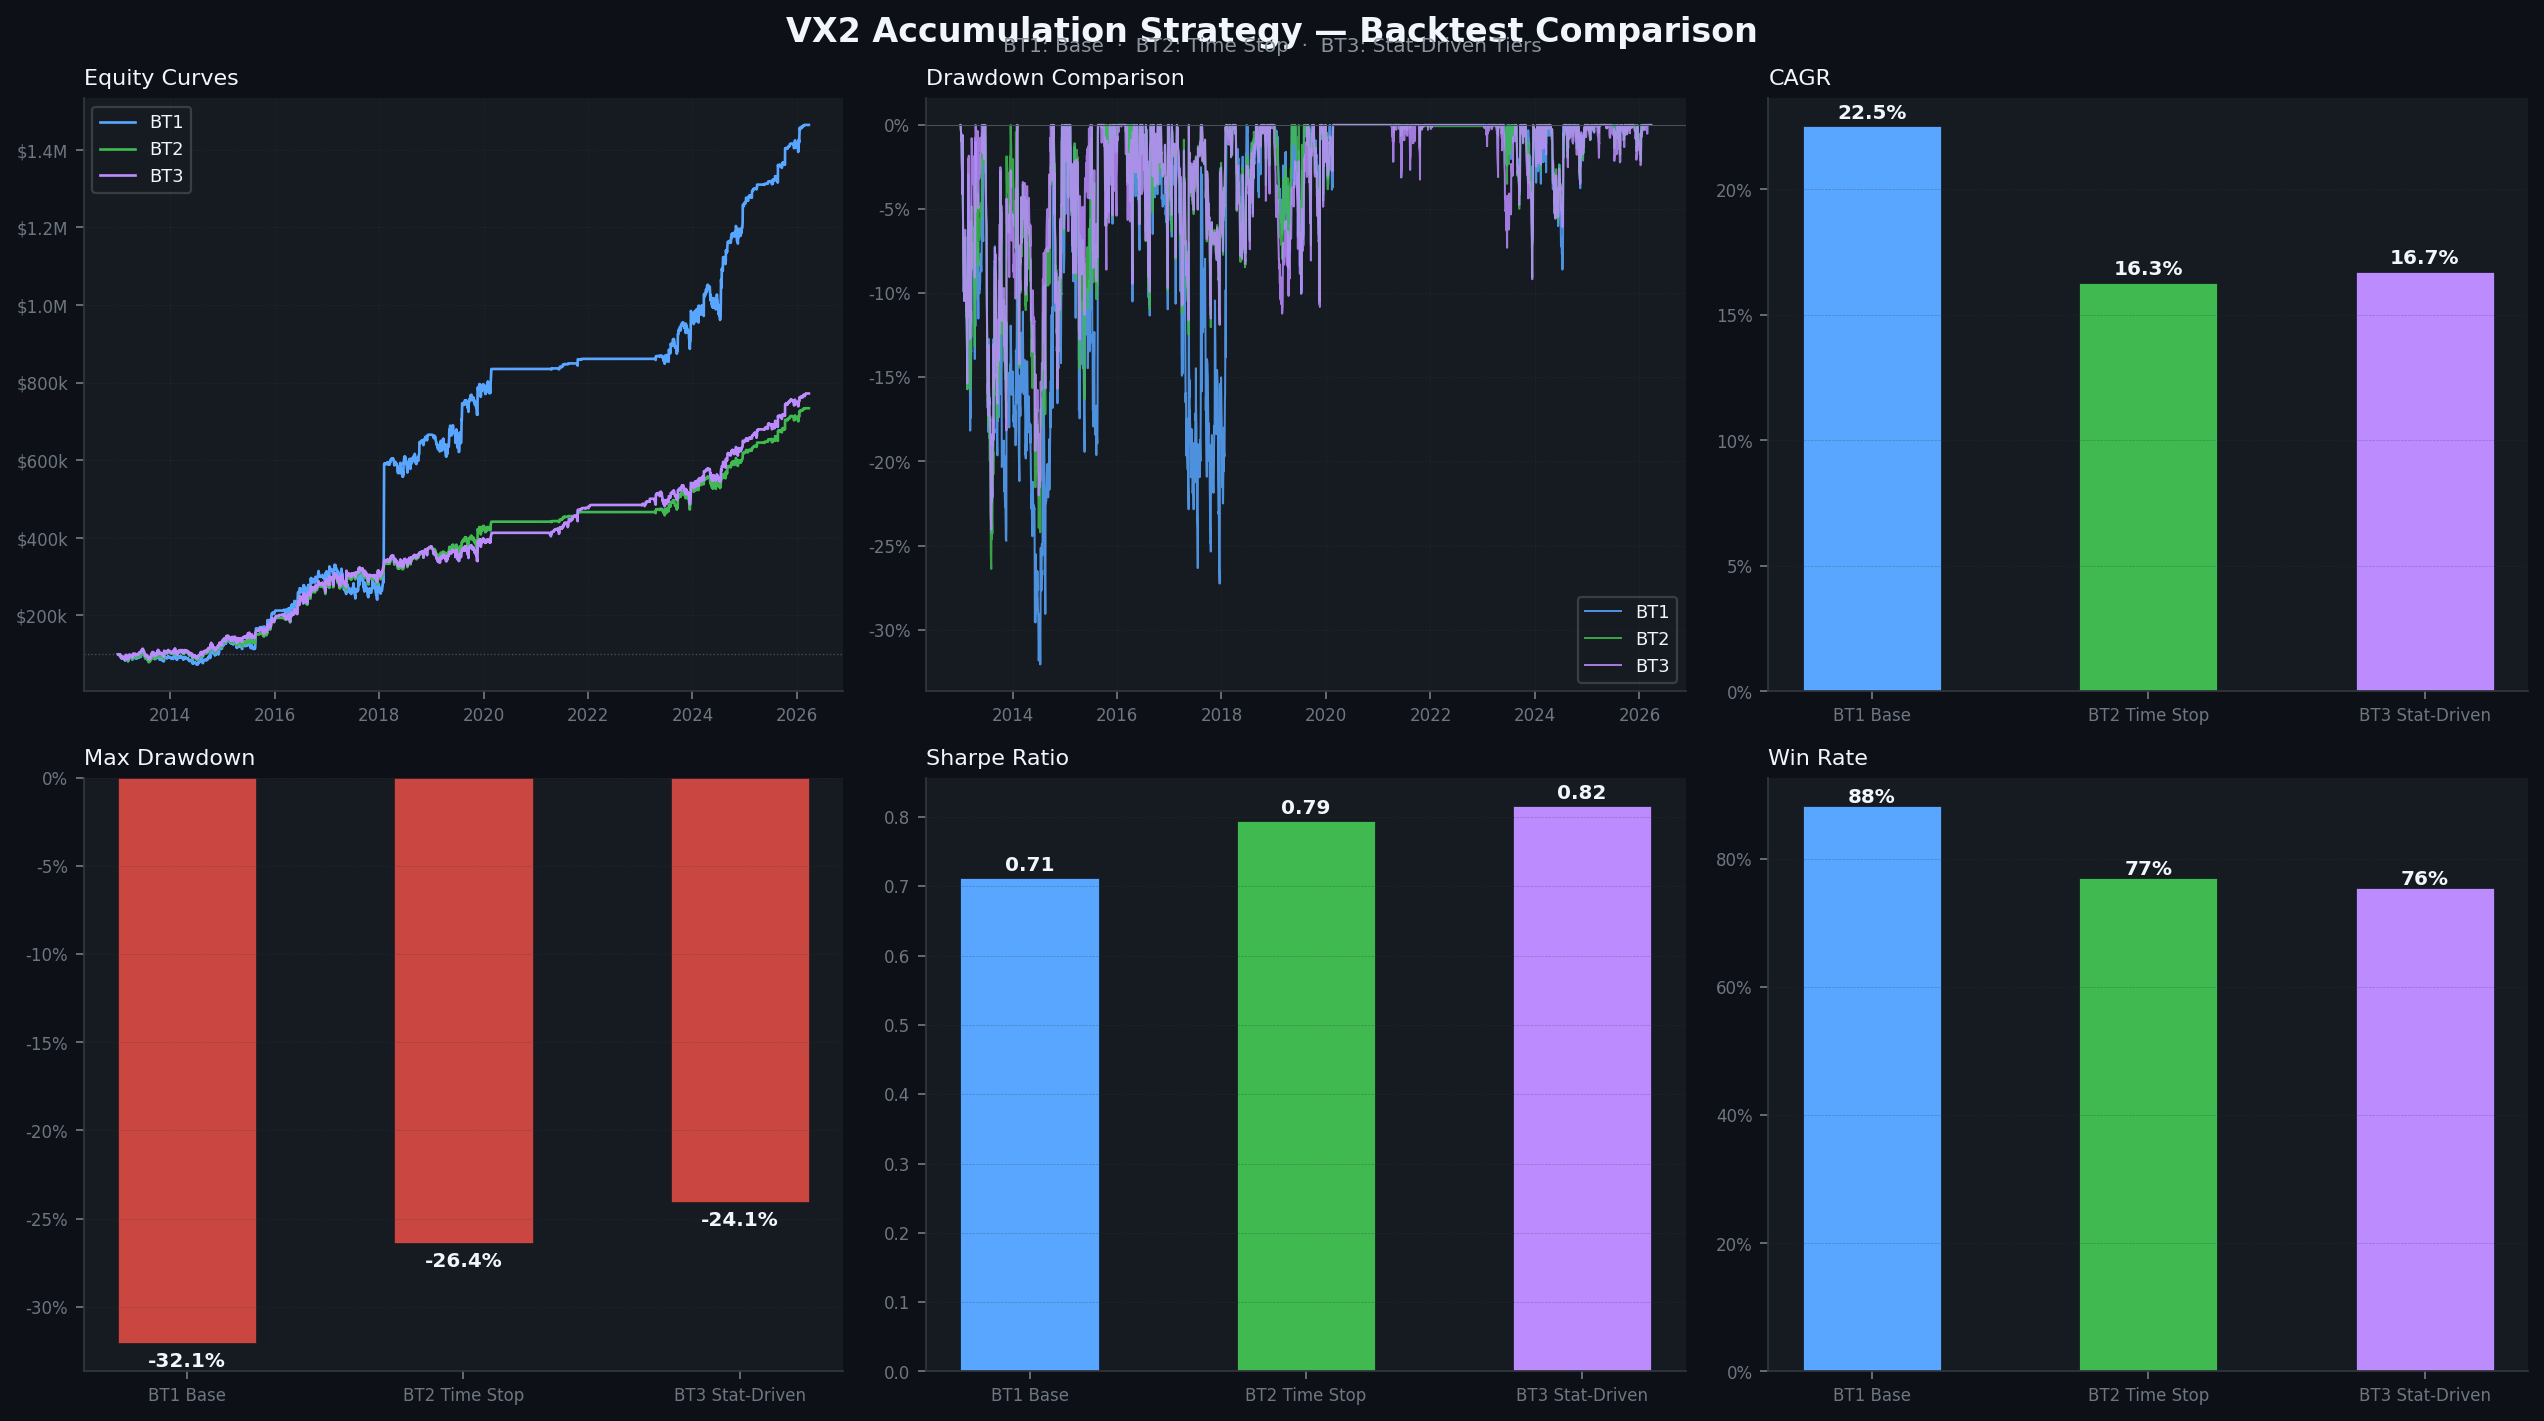 VX2 Accumulation Strategy — Backtest Comparison
BT1: Base · BT2: Time Stop · BT3: Stat-Driven Tiers
Equity Curves
BT1
BT2
BT3
$1.4M
$1.2M
$1.0M
$800k
$600k
$400k
$200k
2014 2016 2018 2020 2022 2024 2026
Drawdown Comparison
0%
-5%
-10%
-15%
-20%
-25%
-30%
BT1
BT2
BT3
2014 2016 2018 2020 2022 2024 2026
CAGR
22.5%
16.3%
16.7%
20%
15%
10%
5%
0%
BT1 Base BT2 Time Stop BT3 Stat-Driven
Max Drawdown
0%
-5%
-10%
-15%
-20%
-25%
-30%
-32.1%
-26.4%
-24.1%
BT1 Base BT2 Time Stop BT3 Stat-Driven
Sharpe Ratio
0.71
0.79
0.82
0.8
0.7
0.6
0.5
0.4
0.3
0.2
0.1
0.0
BT1 Base BT2 Time Stop BT3 Stat-Driven
Win Rate
88%
77%
76%
80%
60%
40%
20%
0%
BT1 Base BT2 Time Stop BT3 Stat-Driven